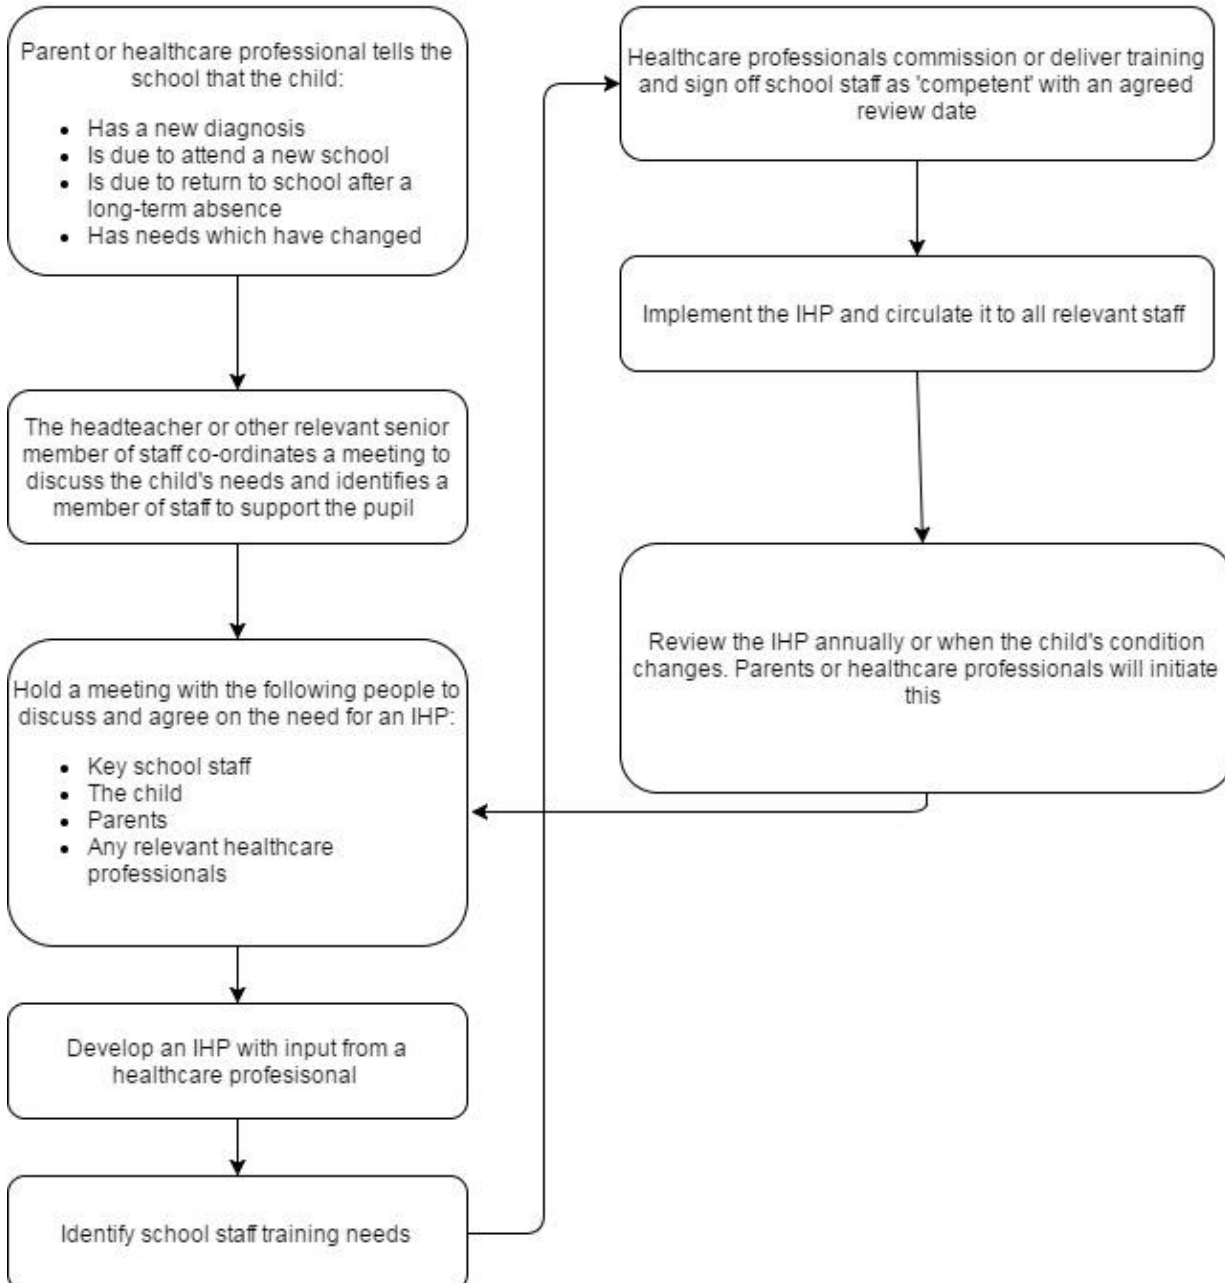 Parent or healthcare professional tells the
school that the child:
• Has a new diagnosis
• Is due to attend a new school
• Is due to return to school after a
long-term absence
• Has needs which have changed
The headteacher or other relevant senior
member of staff co-ordinates a meeting to
discuss the child's needs and identifies a
member of staff to support the pupil
Hold a meeting with the following people to
discuss and agree on the need for an IHP:
• Key school staff
• The child
• Parents
• Any relevant healthcare
professionals
Develop an IHP with input from a
healthcare profesisonal
Identify school staff training needs
Healthcare professionals commission or deliver training
and sign off school staff as 'competent' with an agreed
review date
Implement the IHP and circulate it to all relevant staff
Review the IHP annually or when the child's condition
changes. Parents or healthcare professionals will initiate
this